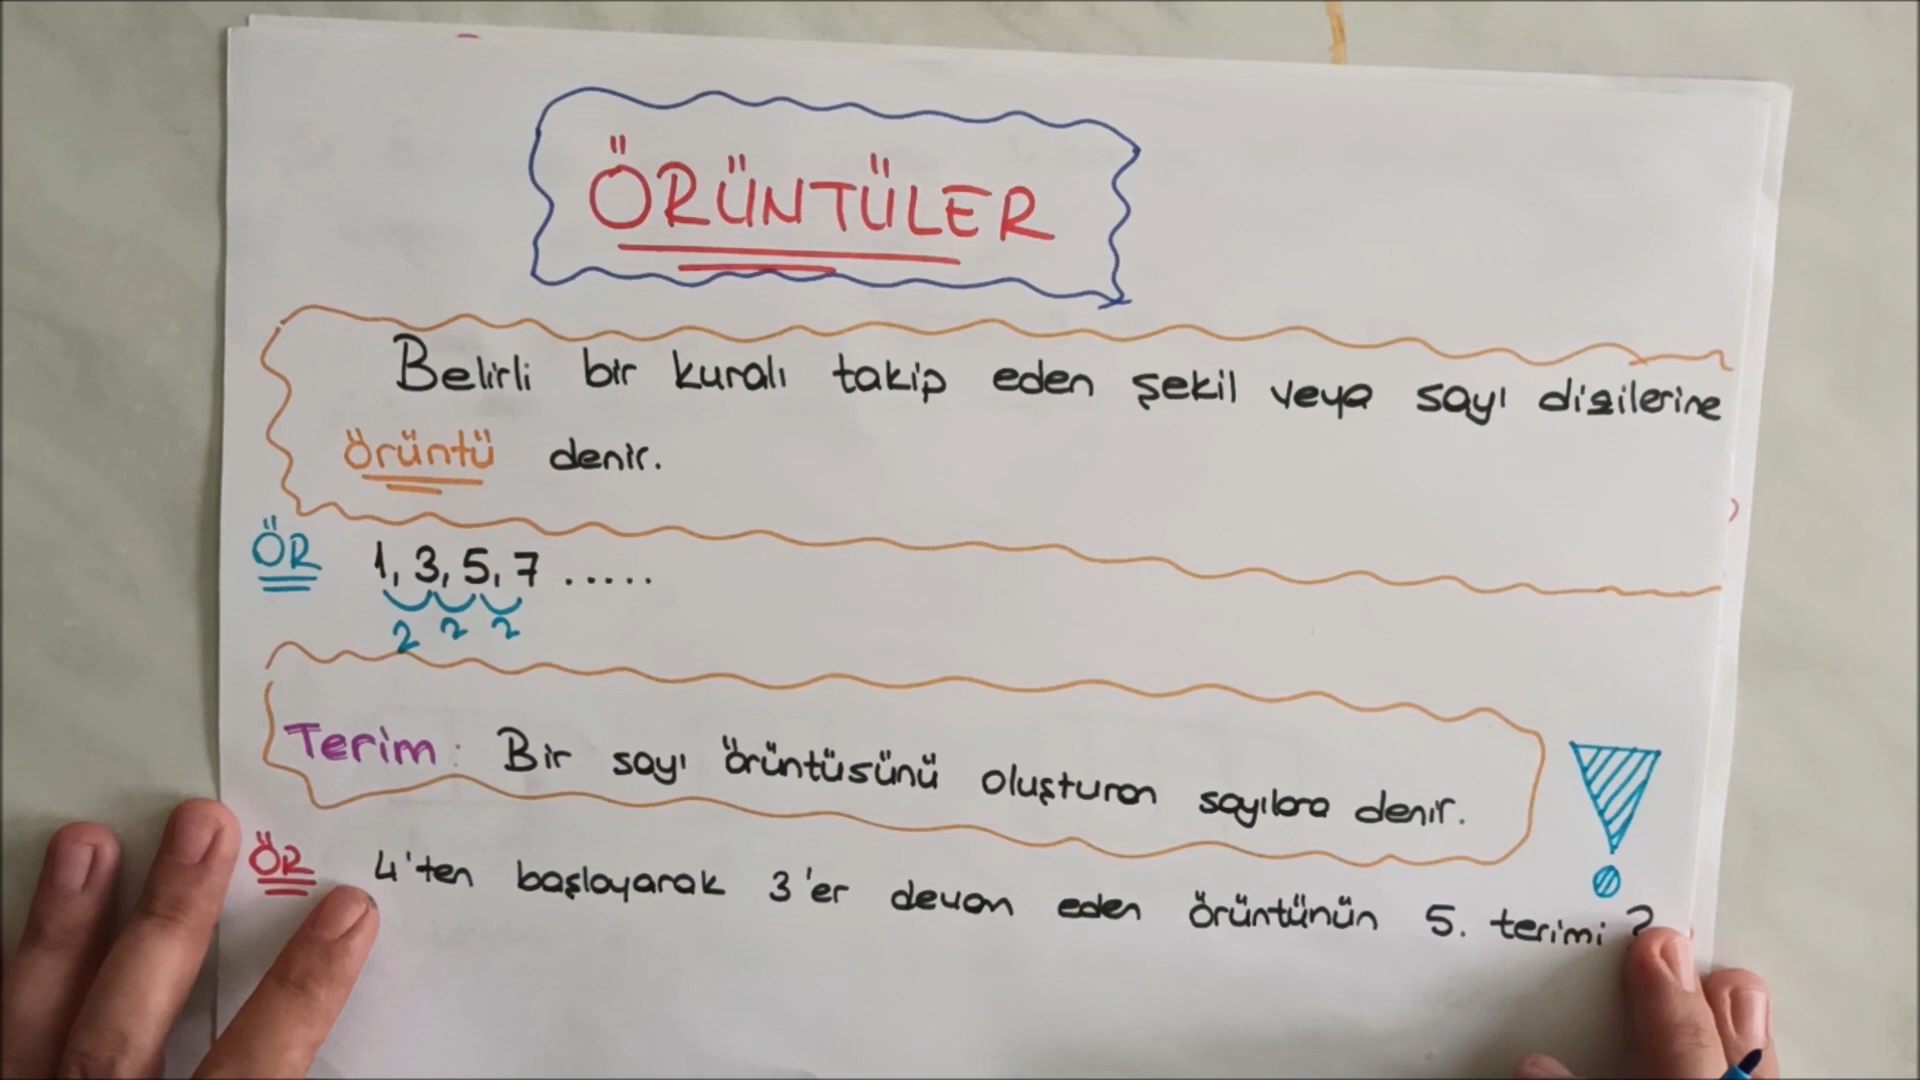 ÖRÜNTÜLER
Belirli bir kuralı takip eden şekil veya sayı dizilerine
örüntü denir.
ÖR 1, 3, 5, 7 .....
2 2 2
Terim: Bir sayı örüntüsünü oluşturan sayılara denir.
ÖR 4'ten başlayarak 3'er devam eden örüntünün 5. terimi ?